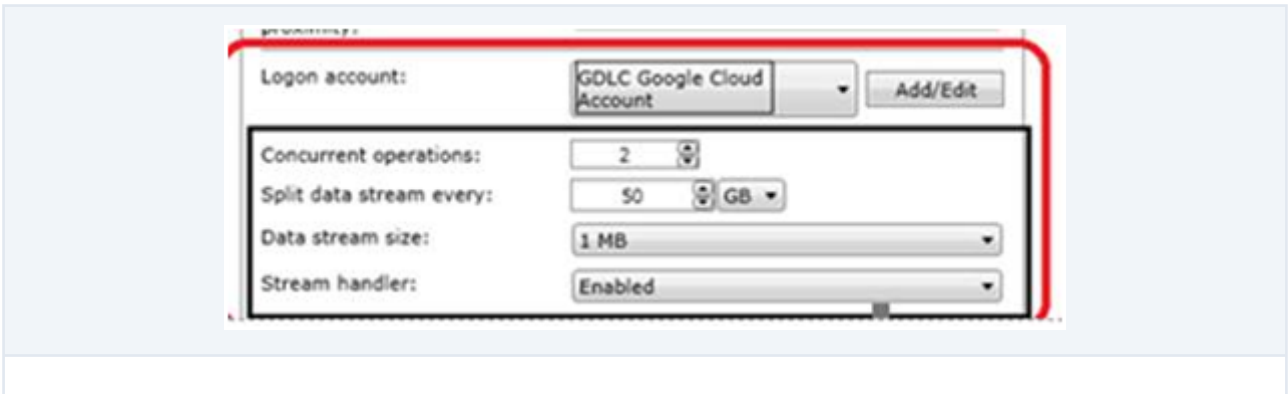 proximity:
Logon account:
GDLC Google Cloud
Account
Add/Edit
Concurrent operations:
2
Split data stream every:
50
GB
Data stream size:
1 MB
Stream handler:
Enabled